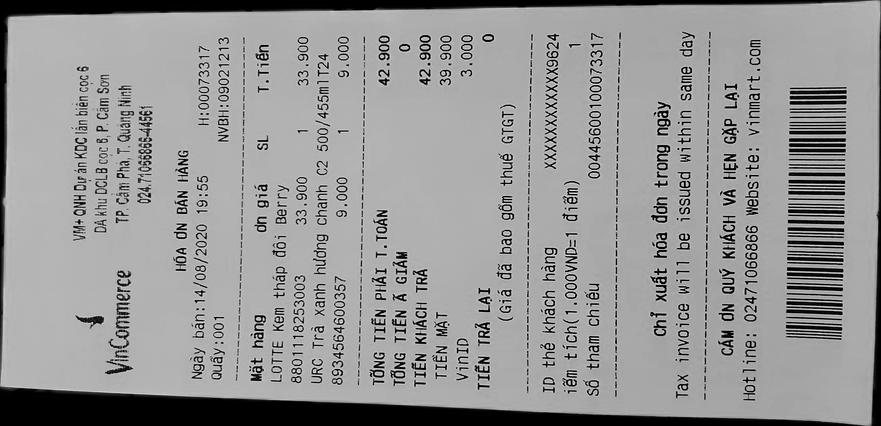 VinCommerce
VM+ QNH Dự án KDC lán biên cọc 6
DA khu DCLB cọc 6, P. Cẩm Sơn
TP. Cẩm Phả, T. Quảng Ninh
024.71066866-44561
HÓA ĐƠN BÁN HÀNG
Ngày bán:14/08/2020 19:55 H:00073317
Quầy:001 NVBH:09021213
Mặt hàng đn giá SL T.Tiền
LOTTE Kem tháp đôi Berry
8801118253003 33.900 1 33.900
URC Trà xanh hương chanh C2 500/455mlT24
8934564600357 9.000 1 9.000
TỔNG TIỀN PHẢI T.TOÁN 42.900
TỔNG TIỀN Ã GIẢM 0
TIỀN KHÁCH TRẢ 42.900
TIỀN MẶT 39.900
VinID 3.000
TIỀN TRẢ LẠI 0
(Giá đã bao gồm thuế GTGT)
ID thẻ khách hàng XXXXXXXXXXXX9624
iểm tích(1.000VND=1 điểm) 1
Số tham chiếu 00445600100073317
Chỉ xuất hóa đơn trong ngày
Tax invoice will be issued within same day
CẢM ƠN QUÝ KHÁCH VÀ HẸN GẶP LẠI
Hotline: 02471066866 Website: vinmart.com